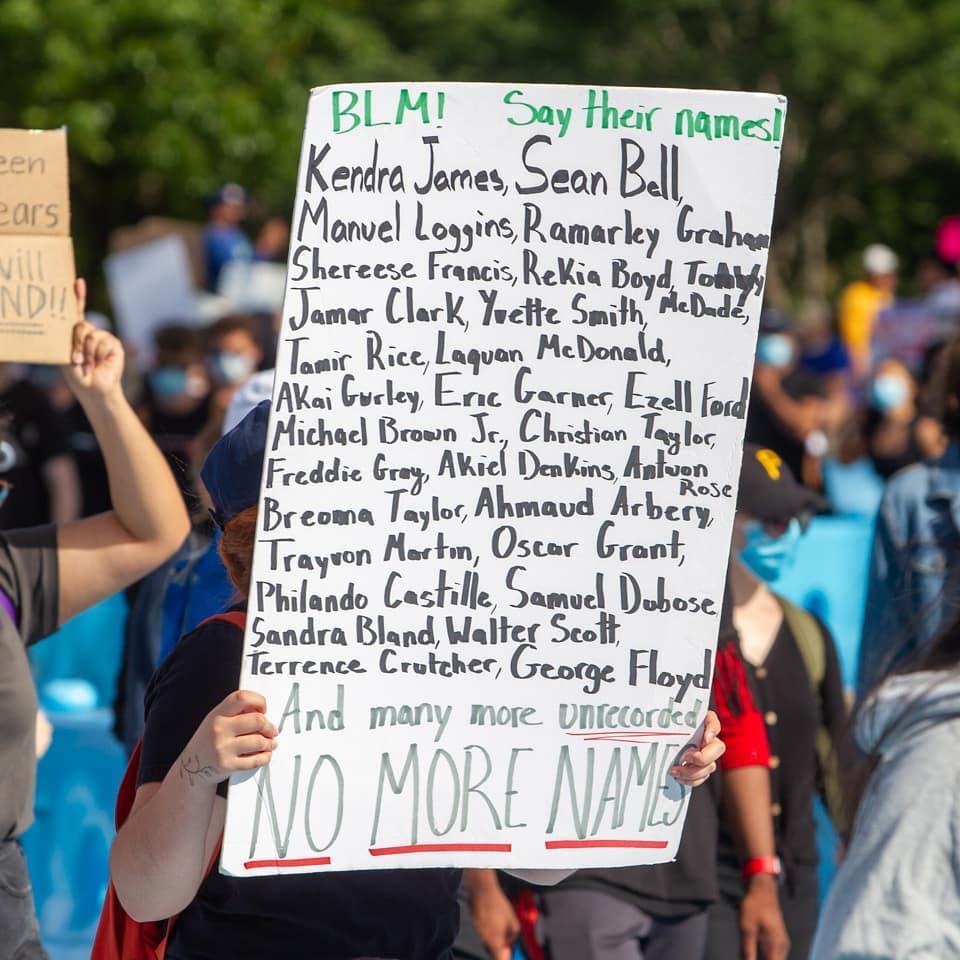 BLM! Say their names!
Kendra James, Sean Bell,
Manuel Loggins, Ramarley Graham
Shereese Francis, Rekia Boyd, Tony
McDade,
Jamar Clark, Yvette Smith,
Tamir Rice, Laquan McDonald,
Akai Gurley, Eric Garner, Ezell Ford
Michael Brown Jr., Christian Taylor,
Freddie Gray, Akiel Denkins, Antwon
Rose
Breonna Taylor, Ahmaud Arbery,
Trayvon Martin, Oscar Grant,
Philando Castille, Samuel Dubose
Sandra Bland, Walter Scott,
Terrence Crutcher, George Floyd
And many more unrecorded
NO MORE NAMES
een
ears
will
ND!!